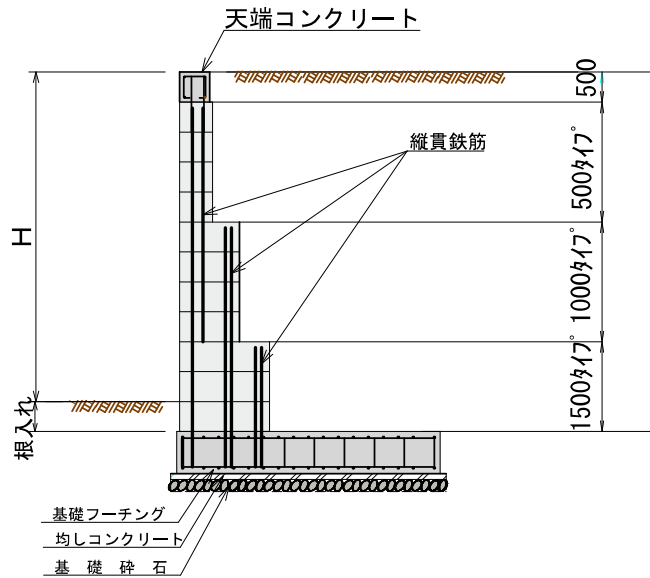 天端コンクリート
500
縦貫鉄筋
500ﾀｲﾌﾟ
H
1000ﾀｲﾌﾟ
1500ﾀｲﾌﾟ
根入れ
基礎フーチング
均しコンクリート
基 礎 砕 石